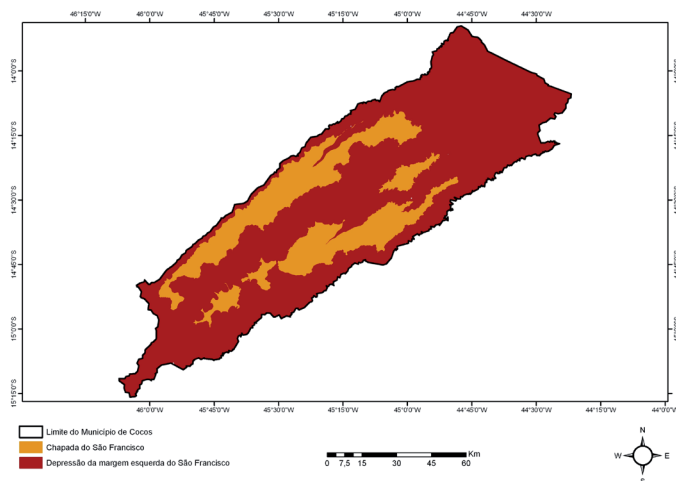 46°15'0"W 46°0'0"W 45°45'0"W 45°30'0"W 45°15'0"W 45°0'0"W 44°45'0"W 44°30'0"W
14°0'0"S
14°15'0"S
14°30'0"S
14°45'0"S
15°0'0"S
15°15'0"S
46°0'0"W 45°45'0"W 45°30'0"W 45°15'0"W 45°0'0"W 44°45'0"W 44°30'0"W 44°15'0"W 44°0'0"W
Limite do Município de Cocos
Chapada do São Francisco
Depressão da margem esquerda do São Francisco
Km
0 7,5 15 30 45 60
N
W E
S